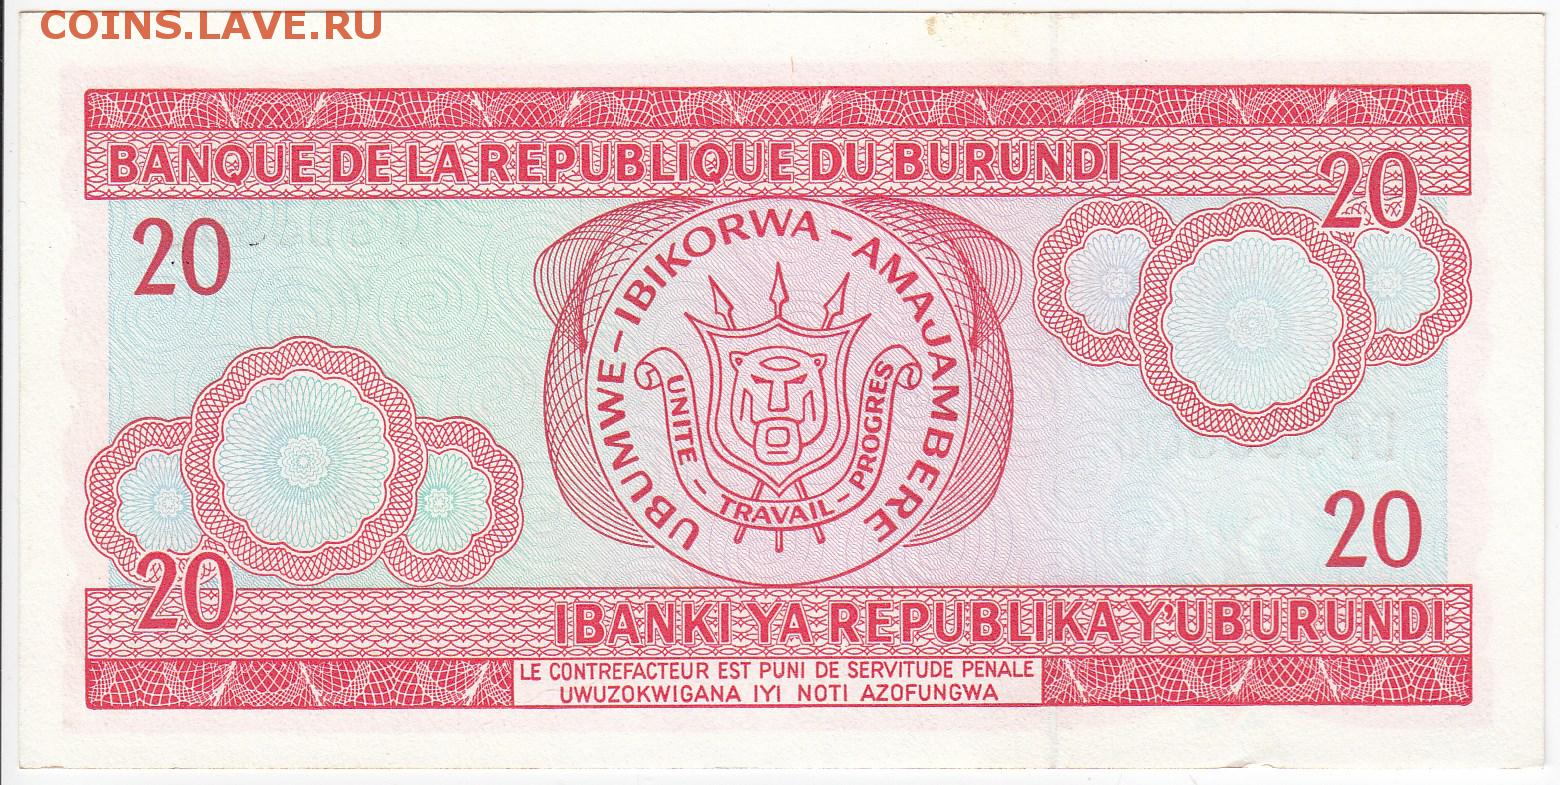 COINS.LAVE.RU
BANQUE DE LA REPUBLIQUE DU BURUNDI
20
20
UBUMWE – IBIKORWA – AMAJAMBERE
UNITE – TRAVAIL – PROGRES
20
20
IBANKI YA REPUBLIKA Y'UBURUNDI
LE CONTREFACTEUR EST PUNI DE SERVITUDE PENALE
UWUZOKWIGANA IYI NOTI AZOFUNGWA